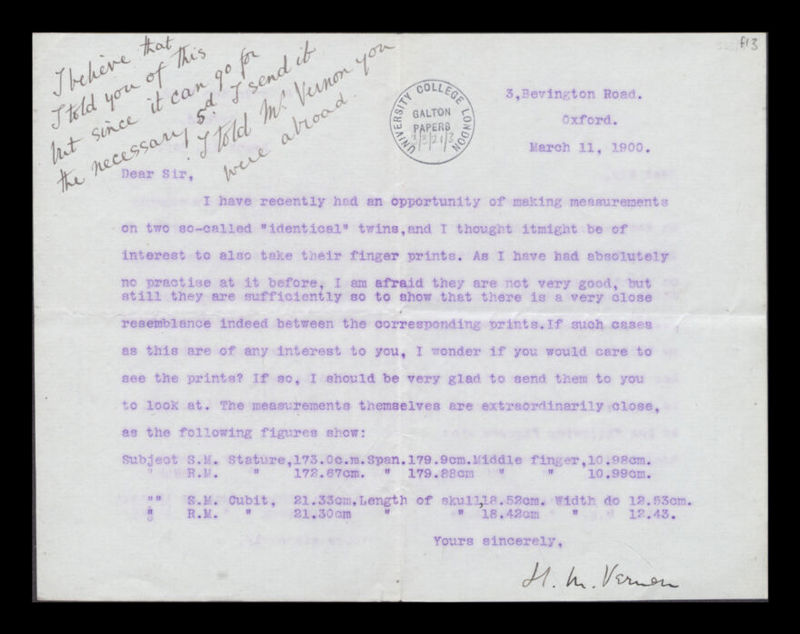 I believe that
I told you of this
but since it can go for
the necessary 5d I send it
! I told Mr. Vernon you
were abroad.
613
UNIVERSITY COLLEGE LONDON
GALTON
PAPERS
3,Bevington Road.
Oxford.
March 11, 1900.
Dear Sir,
I have recently had an opportunity of making measurements
on two so-called "identical" twins,and I thought itmight be of
interest to also take their finger prints. As I have had absolutely
no practise at it before, I am afraid they are not very good, but
still they are sufficiently so to show that there is a very close
resemblance indeed between the corresponding prints.If such cases
as this are of any interest to you, I wonder if you would care to
see the prints? If so, I should be very glad to send them to you
to look at. The measurements themselves are extraordinarily close,
as the following figures show:
Subject S.M. Stature,173.0c.m.Span.179.9cm.Middle finger,10.98cm.
" R.M. " 172.67cm. " 179.88cm " " 10.99cm.
"" S.M. Cubit, 21.33cm,Length of skull,18.52cm. Width do 12.53cm.
" R.M. " 21.30cm " " 18.42cm " " 12.43.
Yours sincerely,
H. M. Vernon